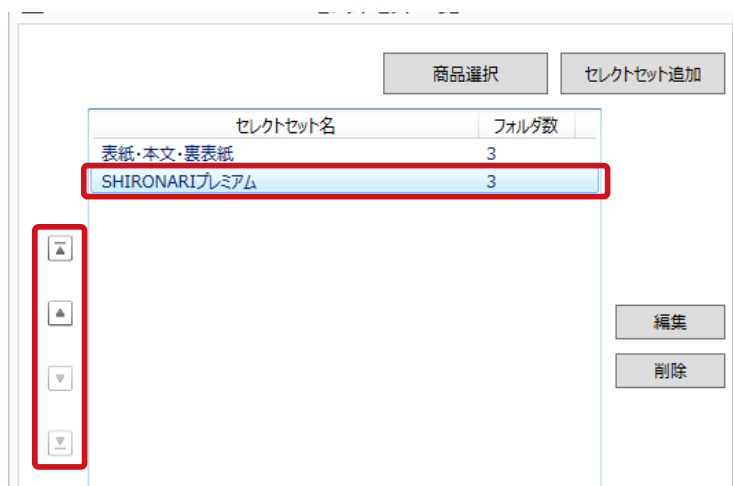 商品選択
セレクトセット追加
セレクトセット名 フォルダ数
表紙・本文・裏表紙 3
SHIRONARIプレミアム 3
編集
削除